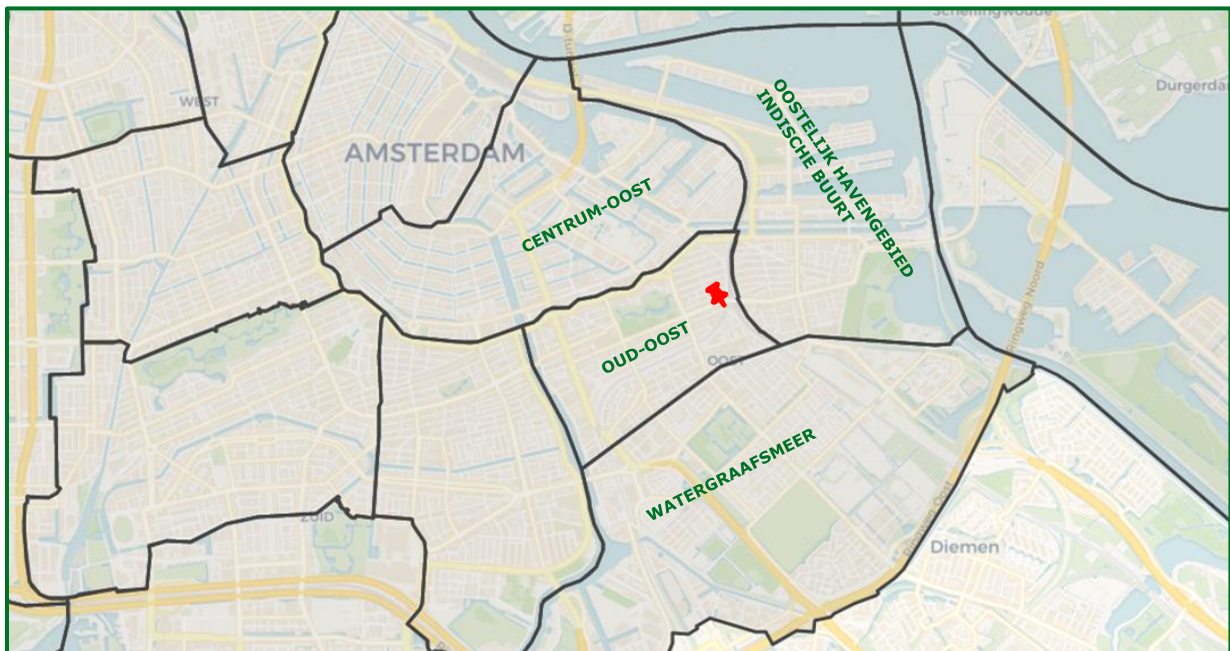 Schellingwoude
Durgerda
WEST
AMSTERDAM
OOSTELIJK HAVENGEBIED
INDISCHE BUURT
CENTRUM-OOST
Ringweg-Noord
OUD-OOST
OOST
WATERGRAAFSMEER
ZUID
Ringweg-Oost
Diemen